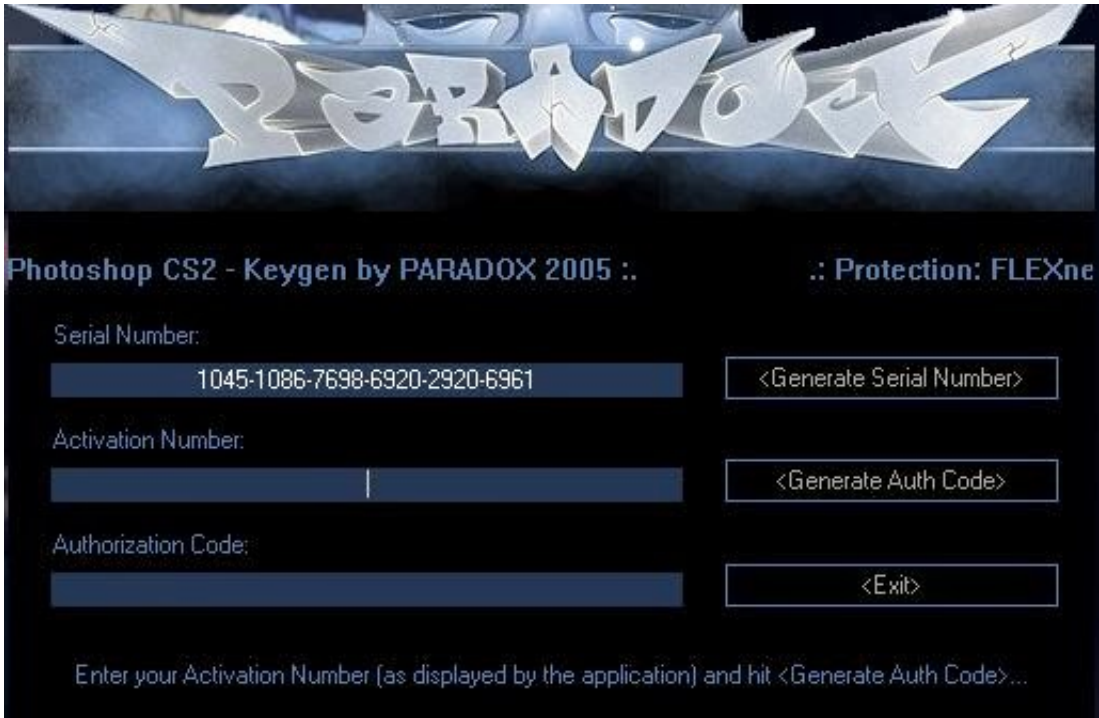 PARADOX
Photoshop CS2 - Keygen by PARADOX 2005 :. .: Protection: FLEXne
Serial Number:
1045-1086-7698-6920-2920-6961
<Generate Serial Number>
Activation Number:
<Generate Auth Code>
Authorization Code:
<Exit>
Enter your Activation Number (as displayed by the application) and hit <Generate Auth Code>...